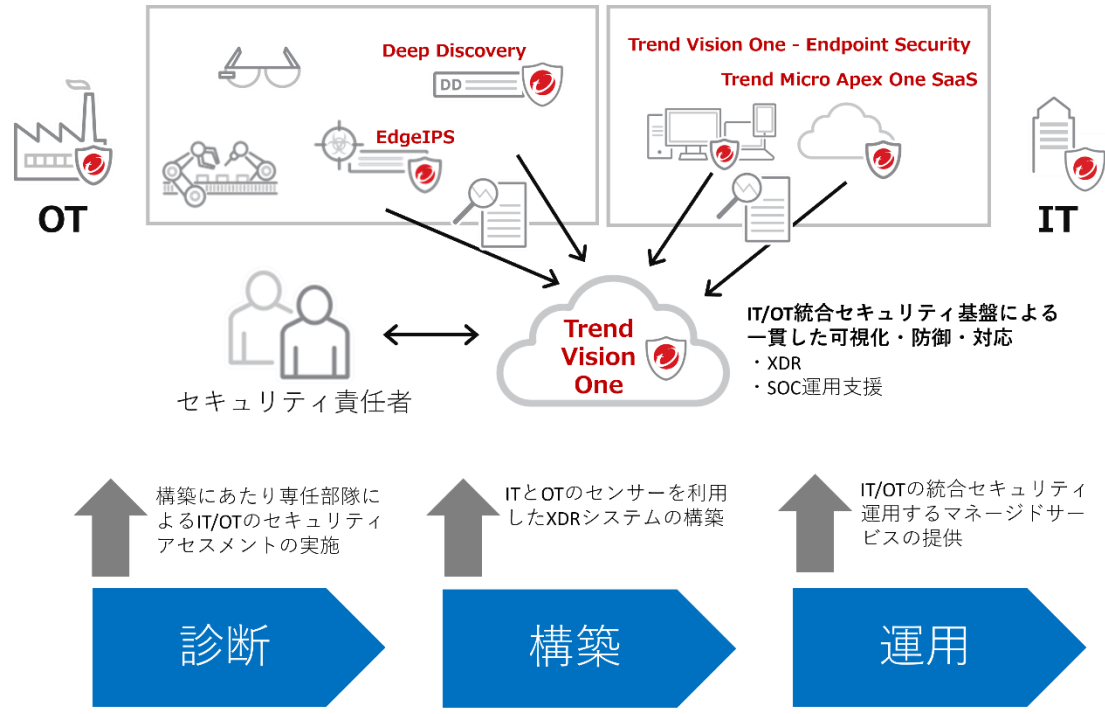 Deep Discovery
DD
EdgeIPS
OT
Trend Vision One - Endpoint Security
Trend Micro Apex One SaaS
IT
セキュリティ責任者
Trend
Vision
One
IT/OT統合セキュリティ基盤による
一貫した可視化・防御・対応
・XDR
・SOC運用支援
構築にあたり専任部隊に
よるIT/OTのセキュリティ
アセスメントの実施
ITとOTのセンサーを利用
したXDRシステムの構築
IT/OTの統合セキュリティ
運用するマネージドサー
ビスの提供
診断
構築
運用